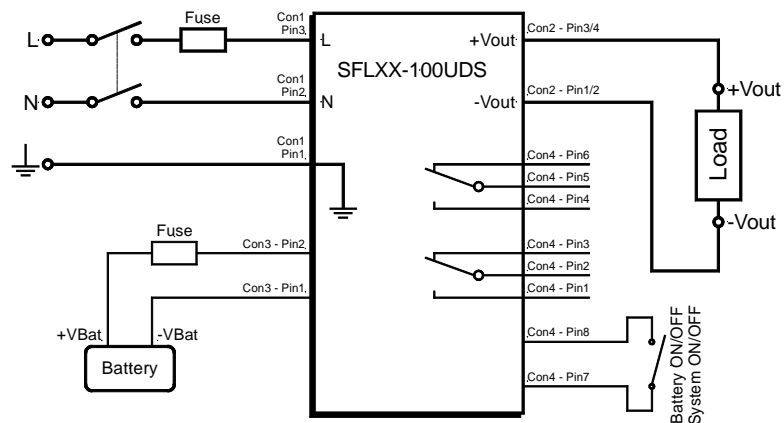 Fuse
Con1
Pin3
L
L
+Vout
Con2 - Pin3/4
SFLXX-100UDS
+Vout
N
Con1
Pin2
N
-Vout
Con2 - Pin1/2
Load
Con1
Pin1
Con4 - Pin6
Con4 - Pin5
Con4 - Pin4
-Vout
Fuse
Con3 - Pin2
Con4 - Pin3
Con4 - Pin2
Con3 - Pin1
Con4 - Pin1
+VBat
-VBat
Battery
Con4 - Pin8
Con4 - Pin7
Battery ON/OFF
System ON/OFF